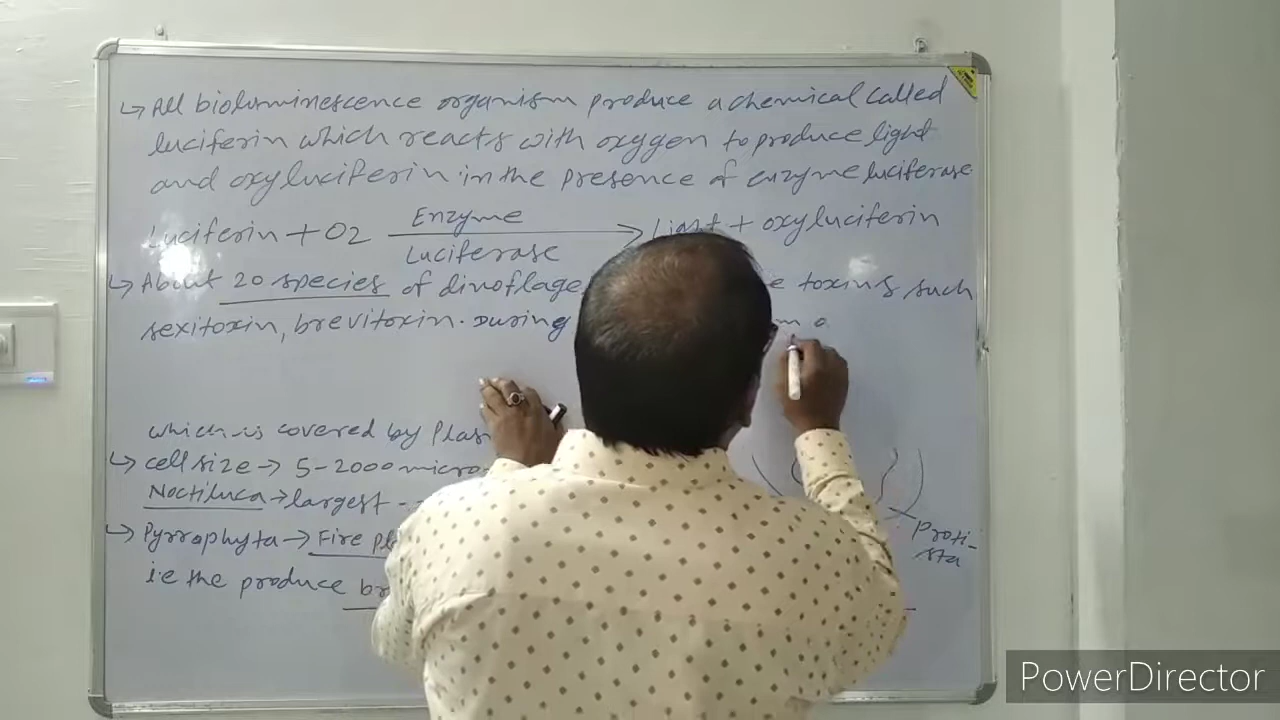 ↳ All bioluminescence organism produce a chemical called
luciferin which reacts with oxygen to produce light
and oxyluciferin in the presence of enzyme luciferase
Luciferin + O2 Enzyme Luciferase → Light + oxyluciferin
↳ About 20 species of dinoflage e toxins such
sexitoxin, brevitoxin. During m a
which is covered by Plas
↳ cell size → 5-2000 micro
Noctiluca → largest
↳ Pyrrophyta → Fire pl
i.e the produce br
Proti-
sta
PowerDirector